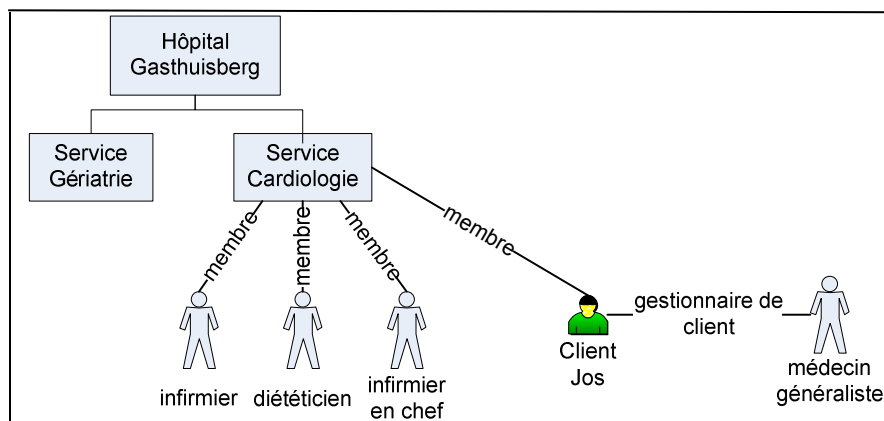 Hôpital
Gasthuisberg
Service
Gériatrie
Service
Cardiologie
membre
membre
membre
membre
gestionnaire de
client
infirmier
diététicien
infirmier
en chef
Client
Jos
médecin
généraliste